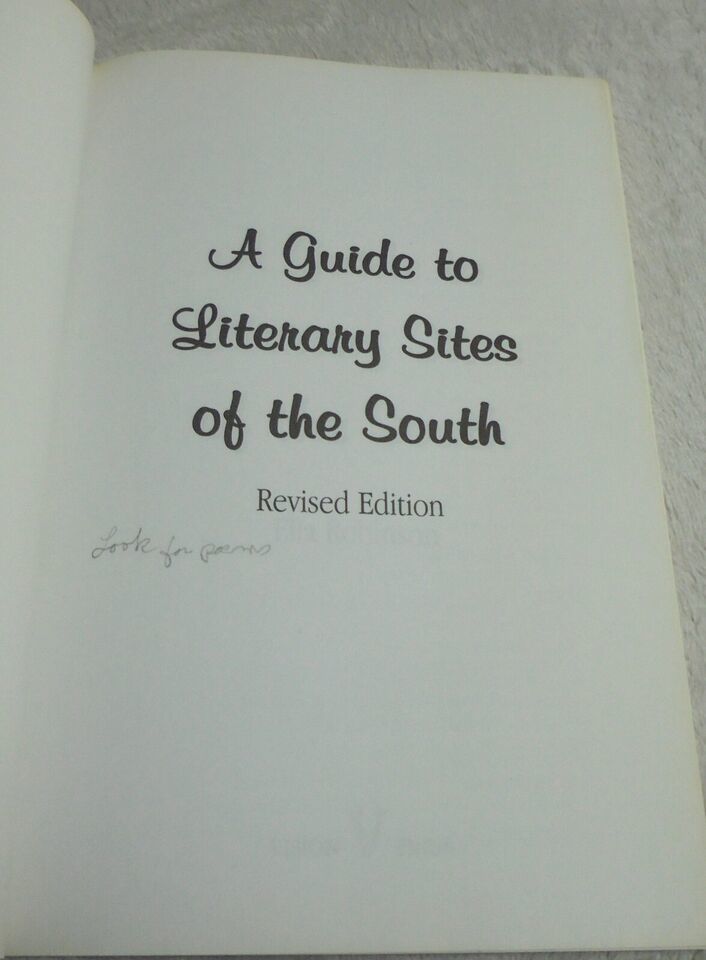 A Guide to
Literary Sites
of the South
Revised Edition
Look for poems